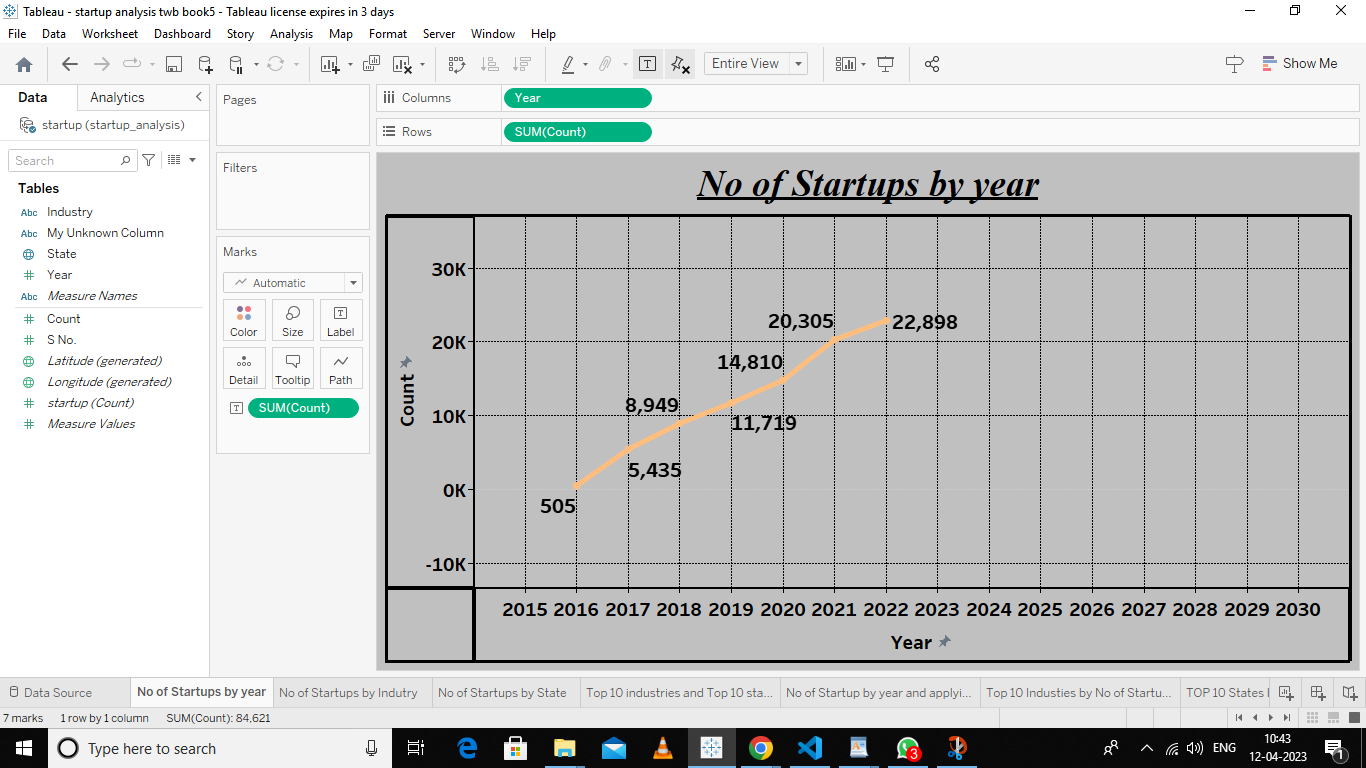 Tableau - startup analysis twb book5 - Tableau license expires in 3 days
File Data Worksheet Dashboard Story Analysis Map Format Server Window Help
Entire View
Show Me
Data Analytics
startup (startup_analysis)
Search
Tables
Abc Industry
Abc My Unknown Column
State
# Year
Abc Measure Names
# Count
# S No.
Latitude (generated)
Longitude (generated)
# startup (Count)
# Measure Values
Pages
Filters
Marks
Automatic
Color Size Label
Detail Tooltip Path
SUM(Count)
Columns Year
Rows SUM(Count)
No of Startups by year
30K
20K
10K
0K
-10K
Count
505
5,435
8,949
11,719
14,810
20,305
22,898
2015 2016 2017 2018 2019 2020 2021 2022 2023 2024 2025 2026 2027 2028 2029 2030
Year
Data Source No of Startups by year No of Startups by Indutry No of Startups by State Top 10 industries and Top 10 sta... No of Startup by year and applyi... Top 10 Industies by No of Startu... TOP 10 States
7 marks 1 row by 1 column SUM(Count): 84,621
Type here to search
3
ENG
10:43
12-04-2023
1